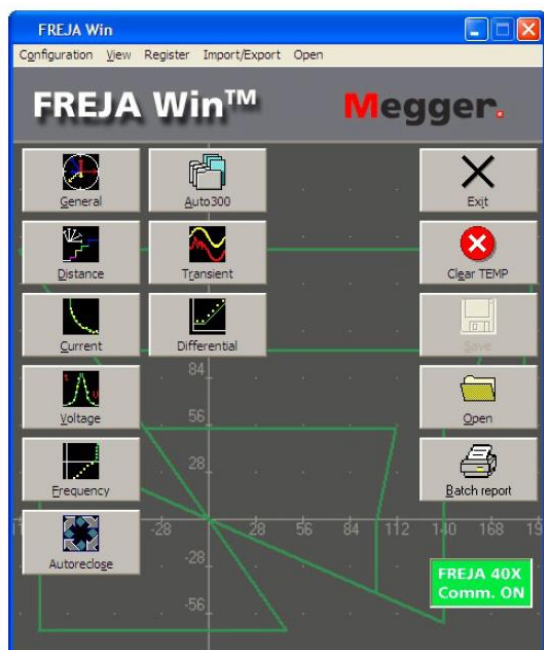 FREJA Win
Configuration View Register Import/Export Open
FREJA Win™ Megger.
General Auto300 Exit
Distance Transient Clear TEMP
Current Differential Save
84
Voltage Open
56
28
Frequency Batch report
-28 28 56 84 112 140 168
Autoreclose
-28
FREJA 40X
Comm. ON
-56